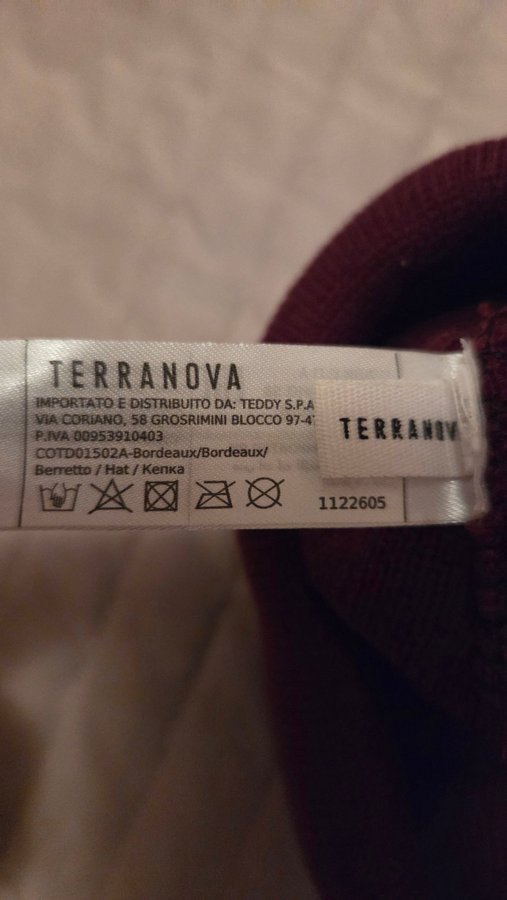 TERRANOVA
IMPORTATO E DISTRIBUITO DA: TEDDY S.P.A
VIA CORIANO, 58 GROSRIMINI BLOCCO 97-4
P.IVA 00953910403
COTD01502A-Bordeaux/Bordeaux/
Berretto / Hat / Кепка
1122605
TERRANOV